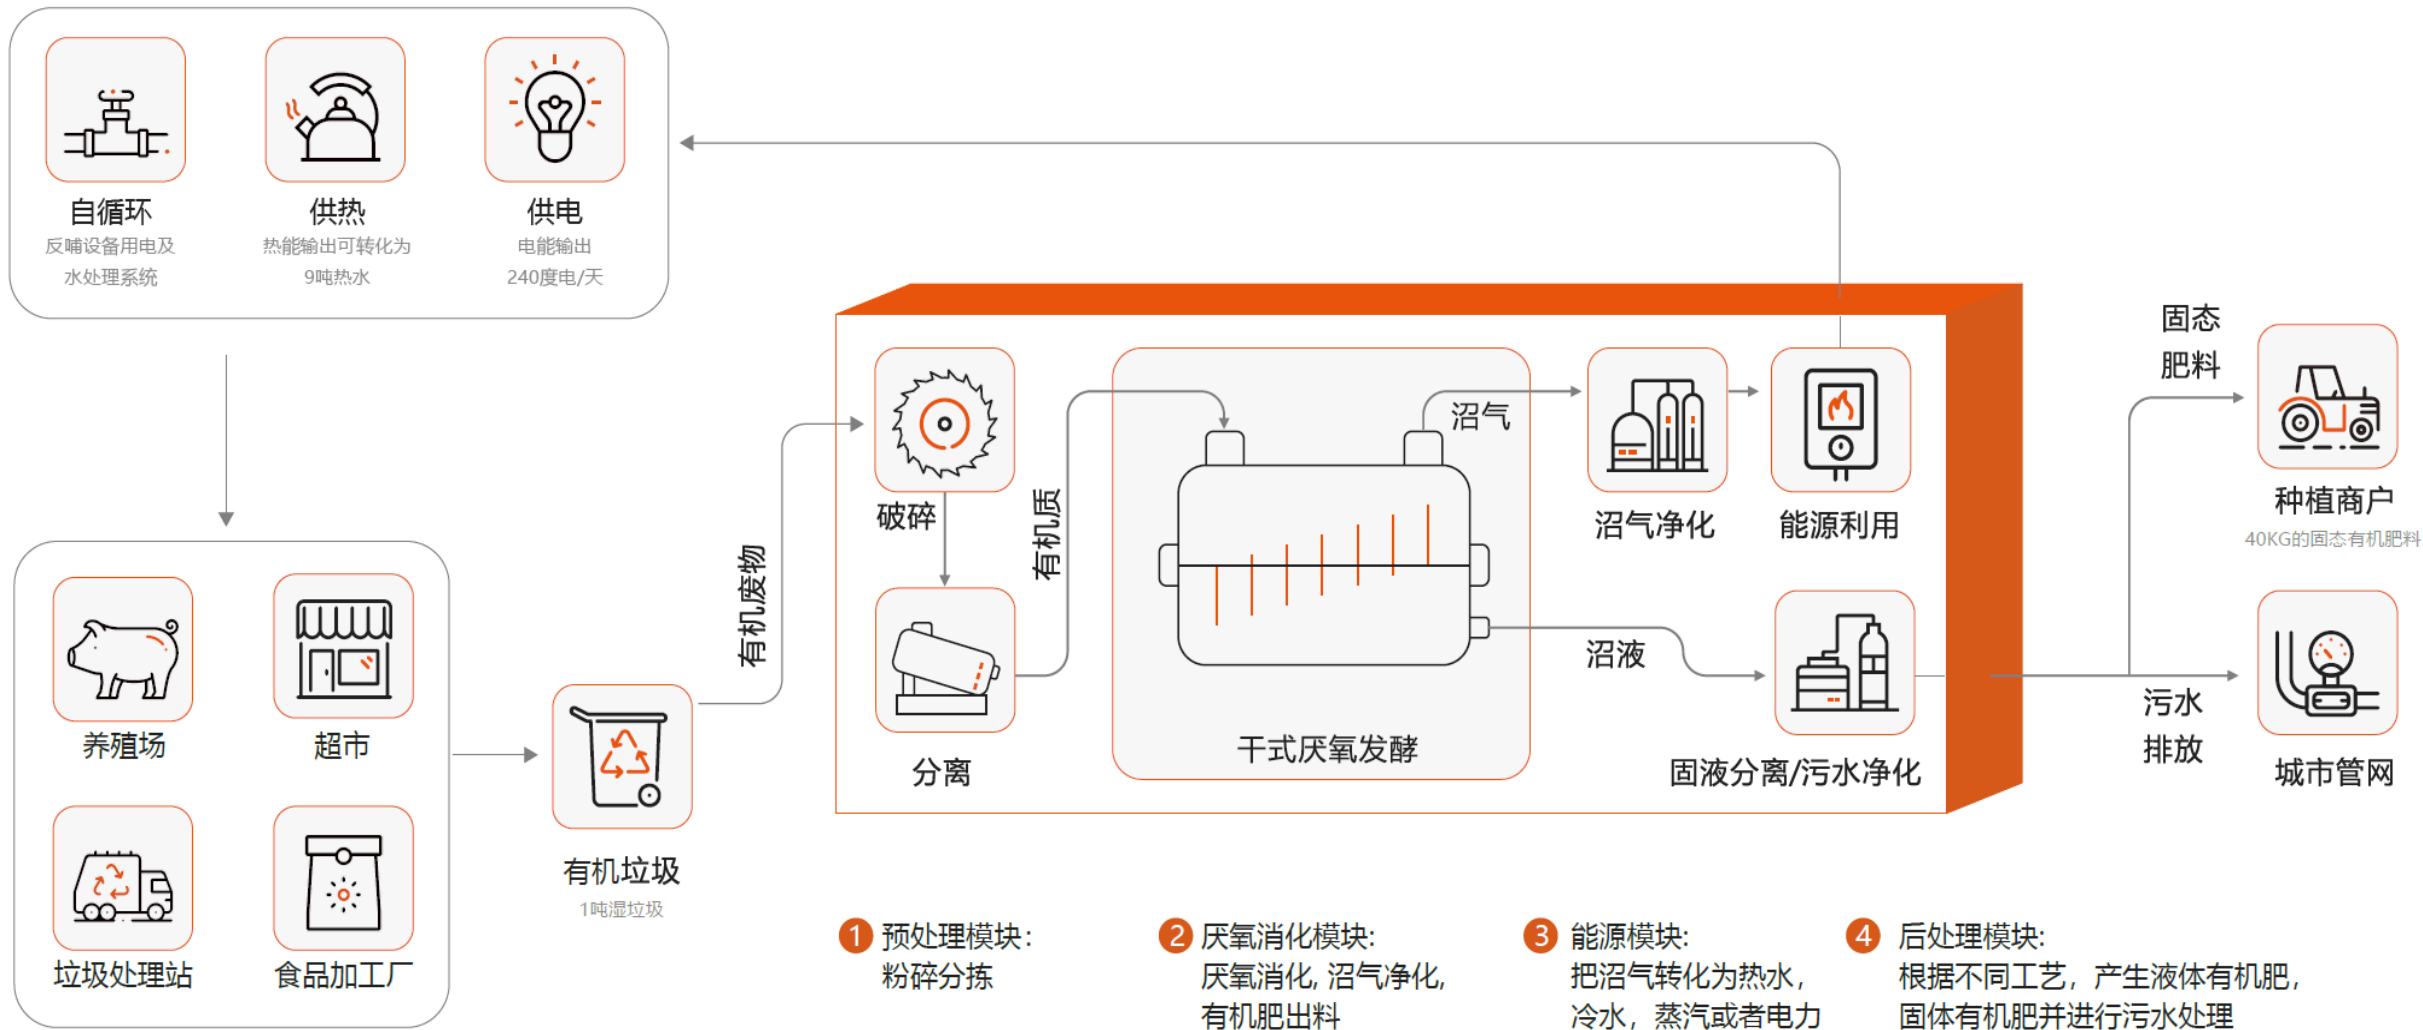 自循环
反哺设备用电及
水处理系统
供热
热能输出可转化为
9吨热水
供电
电能输出
240度电/天
养殖场
超市
垃圾处理站
食品加工厂
有机垃圾
1吨湿垃圾
有机废物
破碎
分离
有机质
干式厌氧发酵
沼气
沼气净化
能源利用
沼液
固液分离/污水净化
固态
肥料
种植商户
40KG的固态有机肥料
污水
排放
城市管网
1 预处理模块:
粉碎分拣
2 厌氧消化模块:
厌氧消化, 沼气净化,
有机肥出料
3 能源模块:
把沼气转化为热水，
冷水，蒸汽或者电力
4 后处理模块:
根据不同工艺，产生液体有机肥，
固体有机肥并进行污水处理